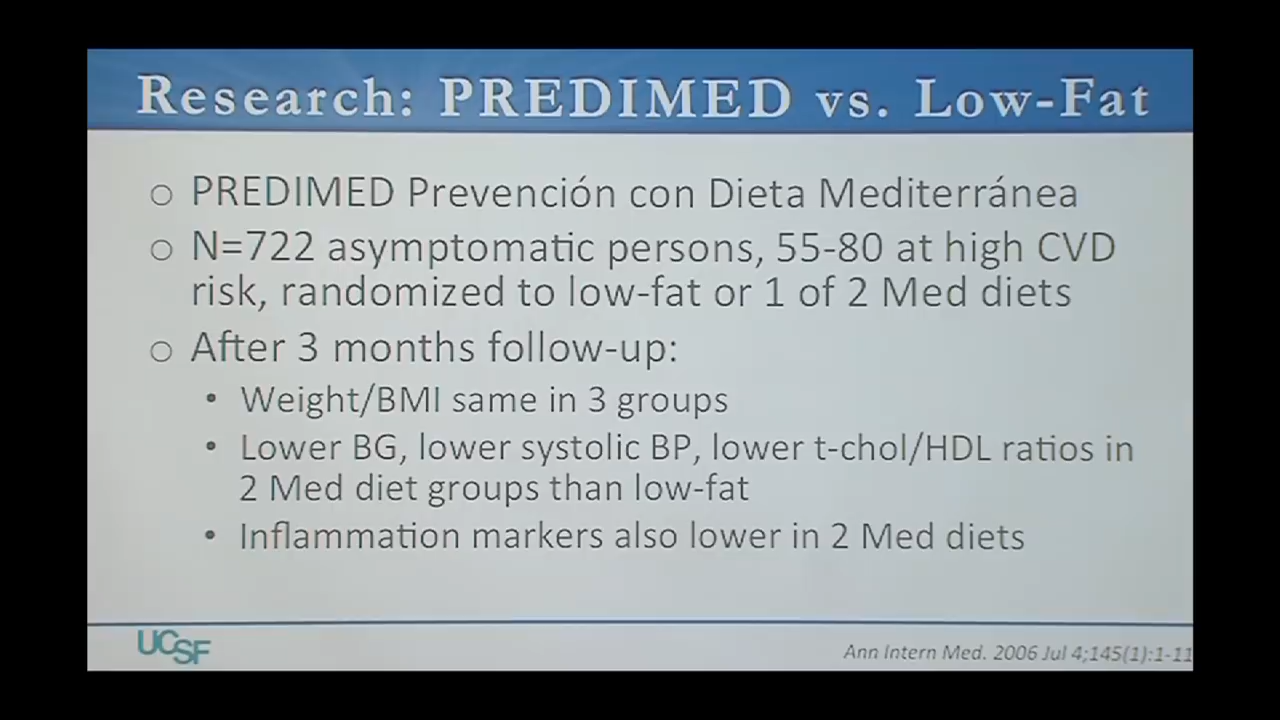 Research: PREDIMED vs. Low-Fat
○ PREDIMED Prevención con Dieta Mediterránea
○ N=722 asymptomatic persons, 55-80 at high CVD
risk, randomized to low-fat or 1 of 2 Med diets
○ After 3 months follow-up:
• Weight/BMI same in 3 groups
• Lower BG, lower systolic BP, lower t-chol/HDL ratios in
2 Med diet groups than low-fat
• Inflammation markers also lower in 2 Med diets
UCSF
Ann Intern Med. 2006 Jul 4;145(1):1-11